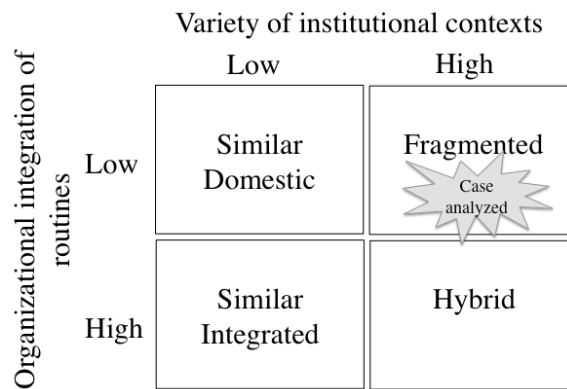 Variety of institutional contexts
Low High
Organizational integration of
routines
Low
Similar
Domestic
Fragmented
Case
analyzed
High
Similar
Integrated
Hybrid